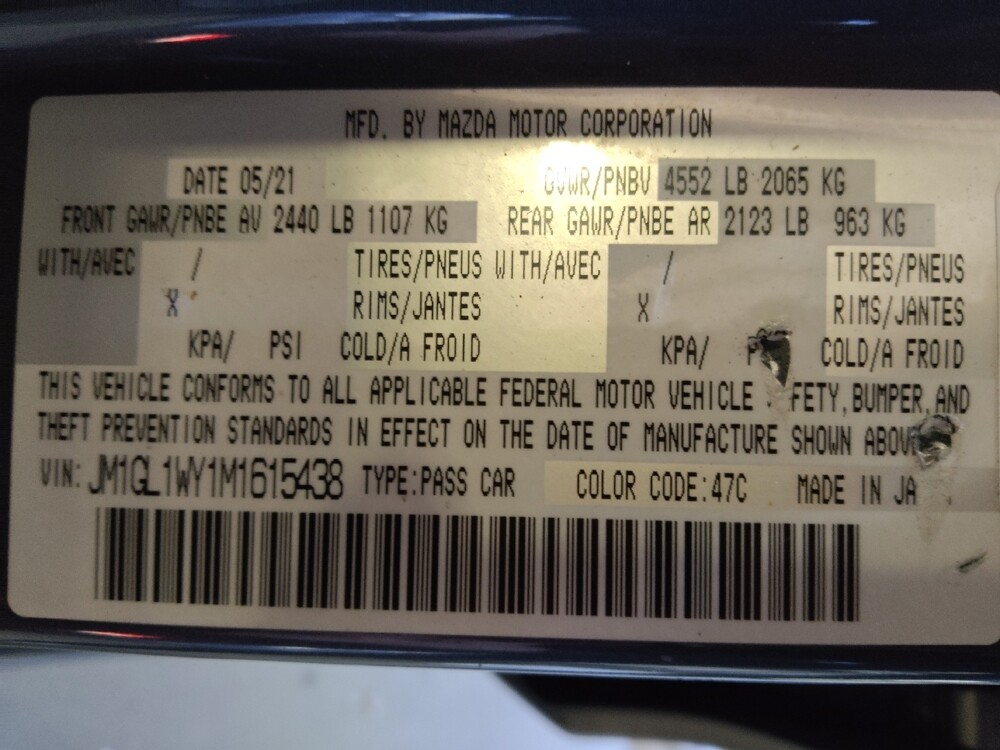 MFD. BY MAZDA MOTOR CORPORATION
DATE 05/21 GVWR/PNBV 4552 LB 2065 KG
FRONT GAWR/PNBE AV 2440 LB 1107 KG REAR GAWR/PNBE AR 2123 LB 963 KG
WITH/AVEC / TIRES/PNEUS WITH/AVEC / TIRES/PNEUS
X RIMS/JANTES X RIMS/JANTES
KPA/ PSI COLD/A FROID KPA/ COLD/A FROID
THIS VEHICLE CONFORMS TO ALL APPLICABLE FEDERAL MOTOR VEHICLE FETY, BUMPER, AND
THEFT PREVENTION STANDARDS IN EFFECT ON THE DATE OF MANUFACTURE SHOWN ABOV
VIN: JM1GL1WY1M1615438 TYPE:PASS CAR COLOR CODE:47C MADE IN JA